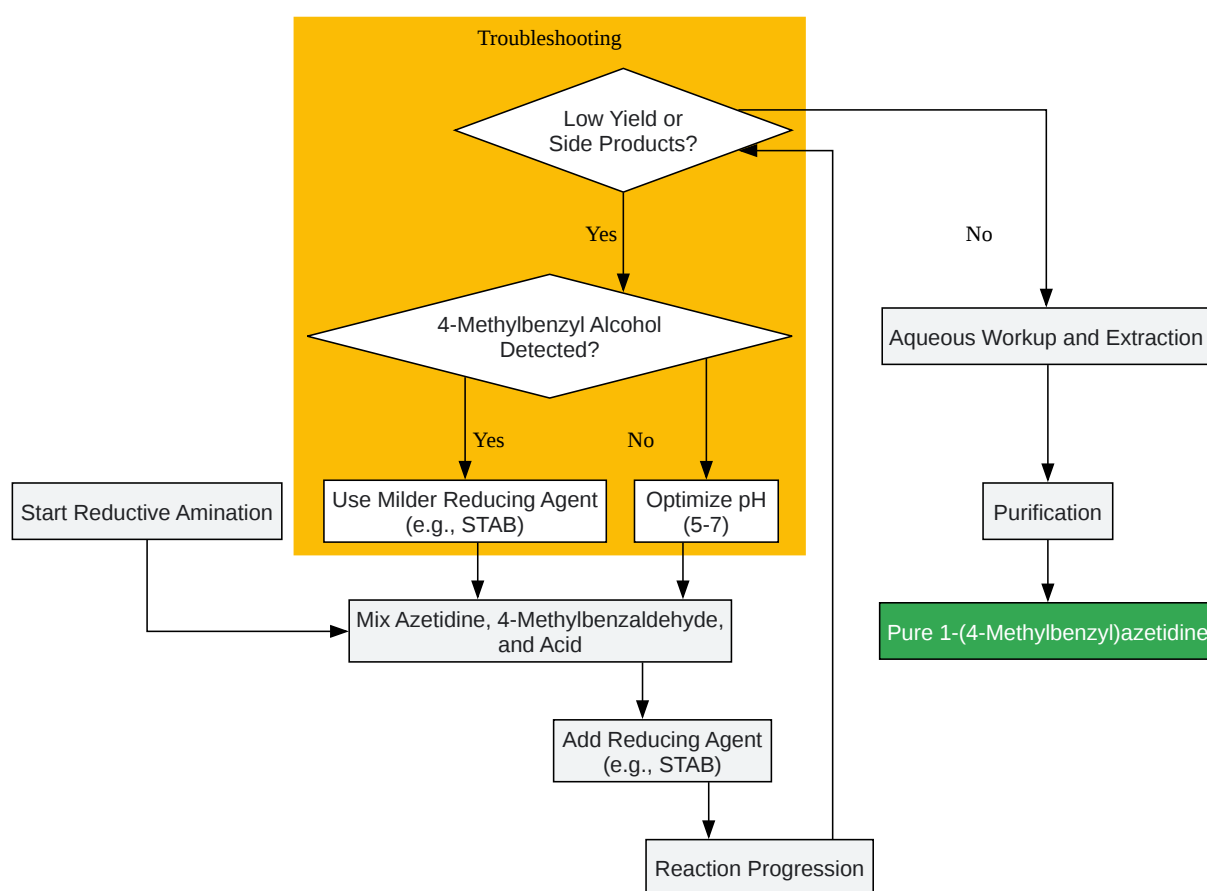 Troubleshooting
Low Yield or
Side Products?
Yes
No
4-Methylbenzyl Alcohol
Detected?
Aqueous Workup and Extraction
Yes
No
Start Reductive Amination
Use Milder Reducing Agent
(e.g., STAB)
Optimize pH
(5-7)
Purification
Mix Azetidine, 4-Methylbenzaldehyde,
and Acid
Pure 1-(4-Methylbenzyl)azetidine
Add Reducing Agent
(e.g., STAB)
Reaction Progression